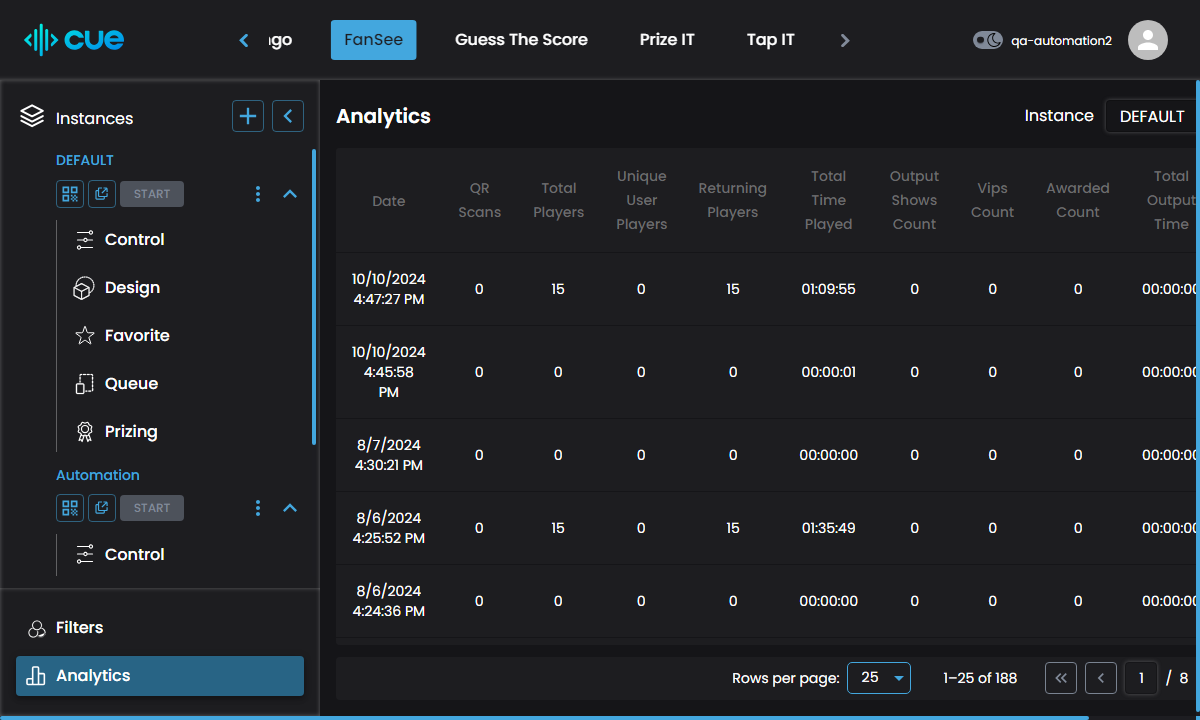 cue
FanSee
Guess The Score
Prize IT
Tap IT
qa-automation2
Instances
DEFAULT
START
Control
Design
Favorite
Queue
Prizing
Automation
START
Control
Filters
Analytics
Analytics
Instance DEFAULT
Date QR Scans Total Players Unique User Players Returning Players Total Time Played Output Shows Count Vips Count Awarded Count Total Output Time
10/10/2024 4:47:27 PM 0 15 0 15 01:09:55 0 0 0 00:00:00
10/10/2024 4:45:58 PM 0 0 0 0 00:00:01 0 0 0 00:00:00
8/7/2024 4:30:21 PM 0 0 0 0 00:00:00 0 0 0 00:00:00
8/6/2024 4:25:52 PM 0 15 0 15 01:35:49 0 0 0 00:00:00
8/6/2024 4:24:36 PM 0 0 0 0 00:00:00 0 0 0 00:00:00
Rows per page: 25 1–25 of 188 1 / 8